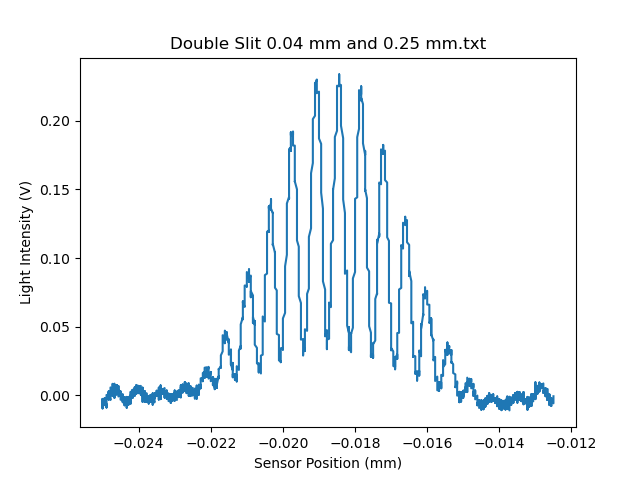 Double Slit 0.04 mm and 0.25 mm.txt
Light Intensity (V)
0.20
0.15
0.10
0.05
0.00
−0.024 −0.022 −0.020 −0.018 −0.016 −0.014 −0.012
Sensor Position (mm)